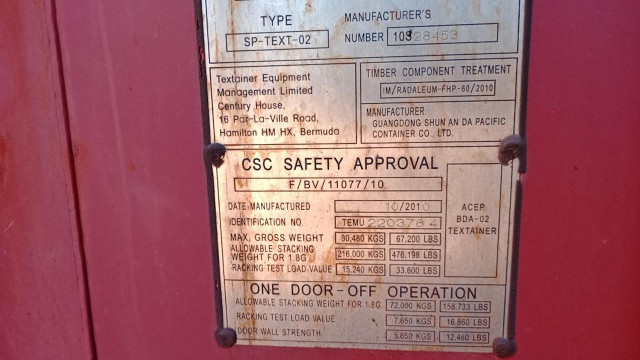 TYPE
SP-TEXT-02
MANUFACTURER'S
NUMBER
Textainer Equipment
Management Limited
Century House,
16 Par-La-Ville Road,
Hamilton HM HX, Bermuda
TIMBER COMPONENT TREATMENT
IM/RADALEUM-FHP-60/2010
MANUFACTURER.
GUANGDONG SHUN AN DA PACIFIC
CONTAINER CO., LTD.
CSC SAFETY APPROVAL
F/BV/11077/10
DATE MANUFACTURED 10/2010
IDENTIFICATION NO. TEMU 220376 4
MAX. GROSS WEIGHT 30,480 KGS 67.200 LBS
ALLOWABLE STACKING
WEIGHT FOR 1.8G 216,000 KGS 476,198 LBS
RACKING TEST LOAD VALUE 15,240 KGS 33.600 LBS
ACEP
BDA-02
TEXTAINER
ONE DOOR-OFF OPERATION
ALLOWABLE STACKING WEIGHT FOR 1.8G 72,000 KGS 158.733 LBS
RACKING TEST LOAD VALUE 7.650 KGS 16,860 LBS
DOOR WALL STRENGTH 5,650 KGS 12,460 LBS